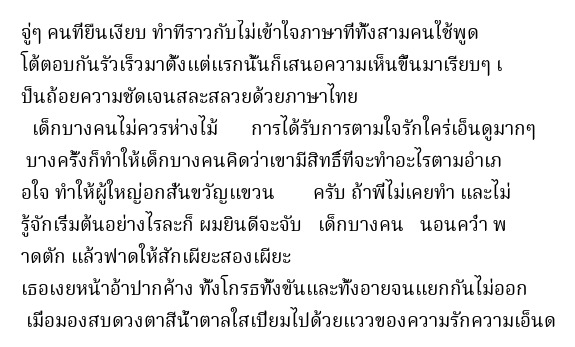 จู่ๆ คนที่ยืนเงียบ ทำทีราวกับไม่เข้าใจภาษาที่ทั้งสามคนใช้พูด
โต้ตอบกันรัวเร็วมาตั้งแต่แรกนั้นก็เสนอความเห็นขึ้นมาเรียบๆ เ
ป็นถ้อยความชัดเจนสละสลวยด้วยภาษาไทย
เด็กบางคนไม่ควรห่างไม้ การได้รับการตามใจรักใคร่เอ็นดูมากๆ
บางครั้งก็ทำให้เด็กบางคนคิดว่าเขามีสิทธิ์ที่จะทำอะไรตามอำเภ
อใจ ทำให้ผู้ใหญ่อกสั่นขวัญแขวน ครับ ถ้าพี่ไม่เคยทำ และไม่
รู้จักเริ่มต้นอย่างไรละก็ ผมยินดีจะจับ เด็กบางคน นอนคว่ำ พ
าดตัก แล้วฟาดให้สักเผียะสองเผียะ
เธอเงยหน้าอ้าปากค้าง ทั้งโกรธทั้งขันและทั้งอายจนแยกกันไม่ออก
เมื่อมองสบดวงตาสีน้ำตาลใสเปี่ยมไปด้วยแววของความรักความเอ็นด